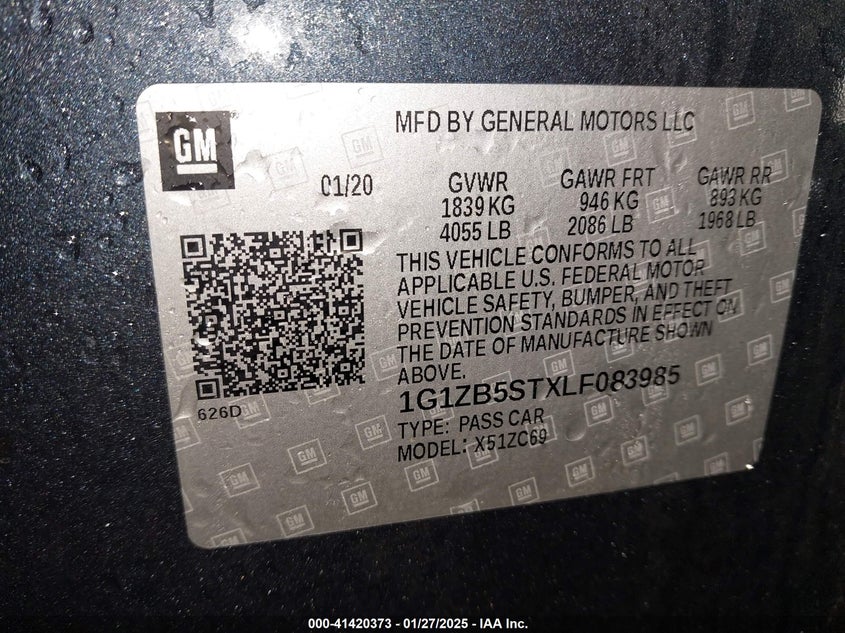 GM
MFD BY GENERAL MOTORS LLC
01/20
GVWR GAWR FRT GAWR RR
1839 KG 946 KG 893 KG
4055 LB 2086 LB 1968 LB
THIS VEHICLE CONFORMS TO ALL
APPLICABLE U.S. FEDERAL MOTOR
VEHICLE SAFETY, BUMPER, AND THEFT
PREVENTION STANDARDS IN EFFECT ON
THE DATE OF MANUFACTURE SHOWN
ABOVE.
626D
1G1ZB5STXLF083985
TYPE: PASS CAR
MODEL: X51ZC69
000-41420373 - 01/27/2025 - IAA Inc.